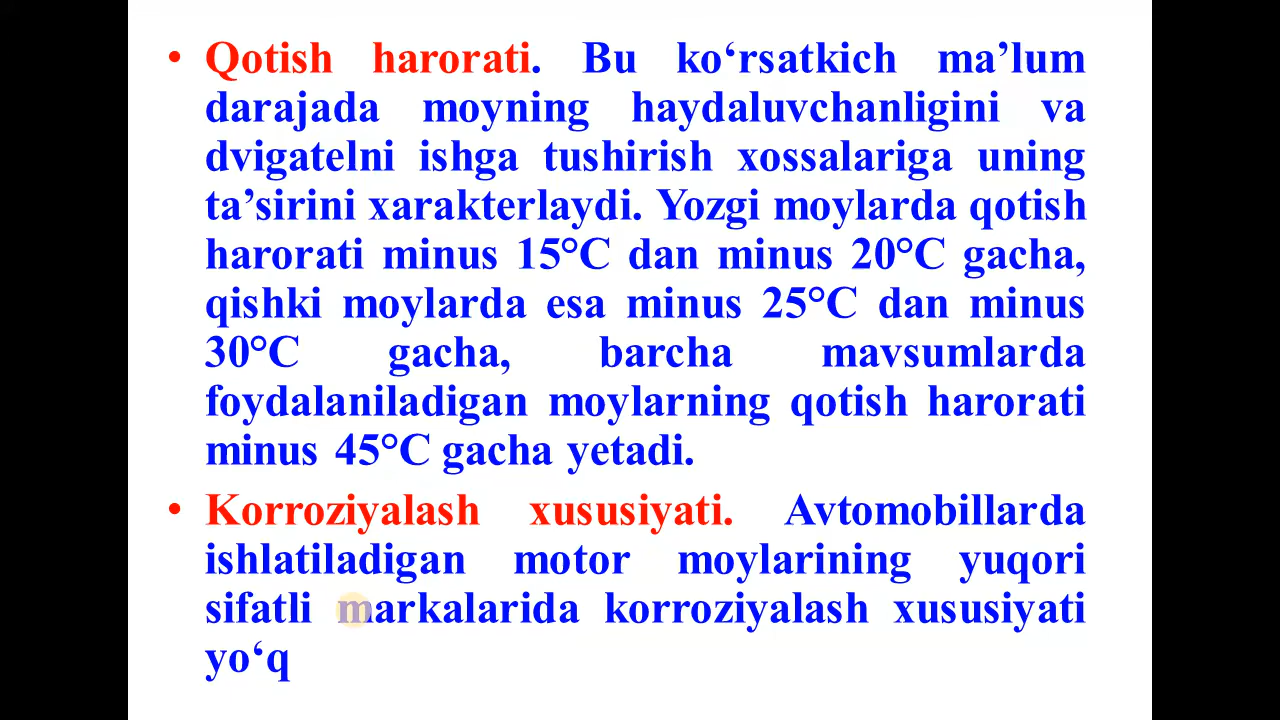 • Qotish harorati. Bu ko‘rsatkich ma’lum
darajada moyning haydaluvchanligini va
dvigatelni ishga tushirish xossalariga uning
ta’sirini xarakterlaydi. Yozgi moylarda qotish
harorati minus 15°C dan minus 20°C gacha,
qishki moylarda esa minus 25°C dan minus
30°C gacha, barcha mavsumlarda
foydalaniladigan moylarning qotish harorati
minus 45°C gacha yetadi.
• Korroziyalash xususiyati. Avtomobillarda
ishlatiladigan motor moylarining yuqori
sifatli markalarida korroziyalash xususiyati
yo‘q